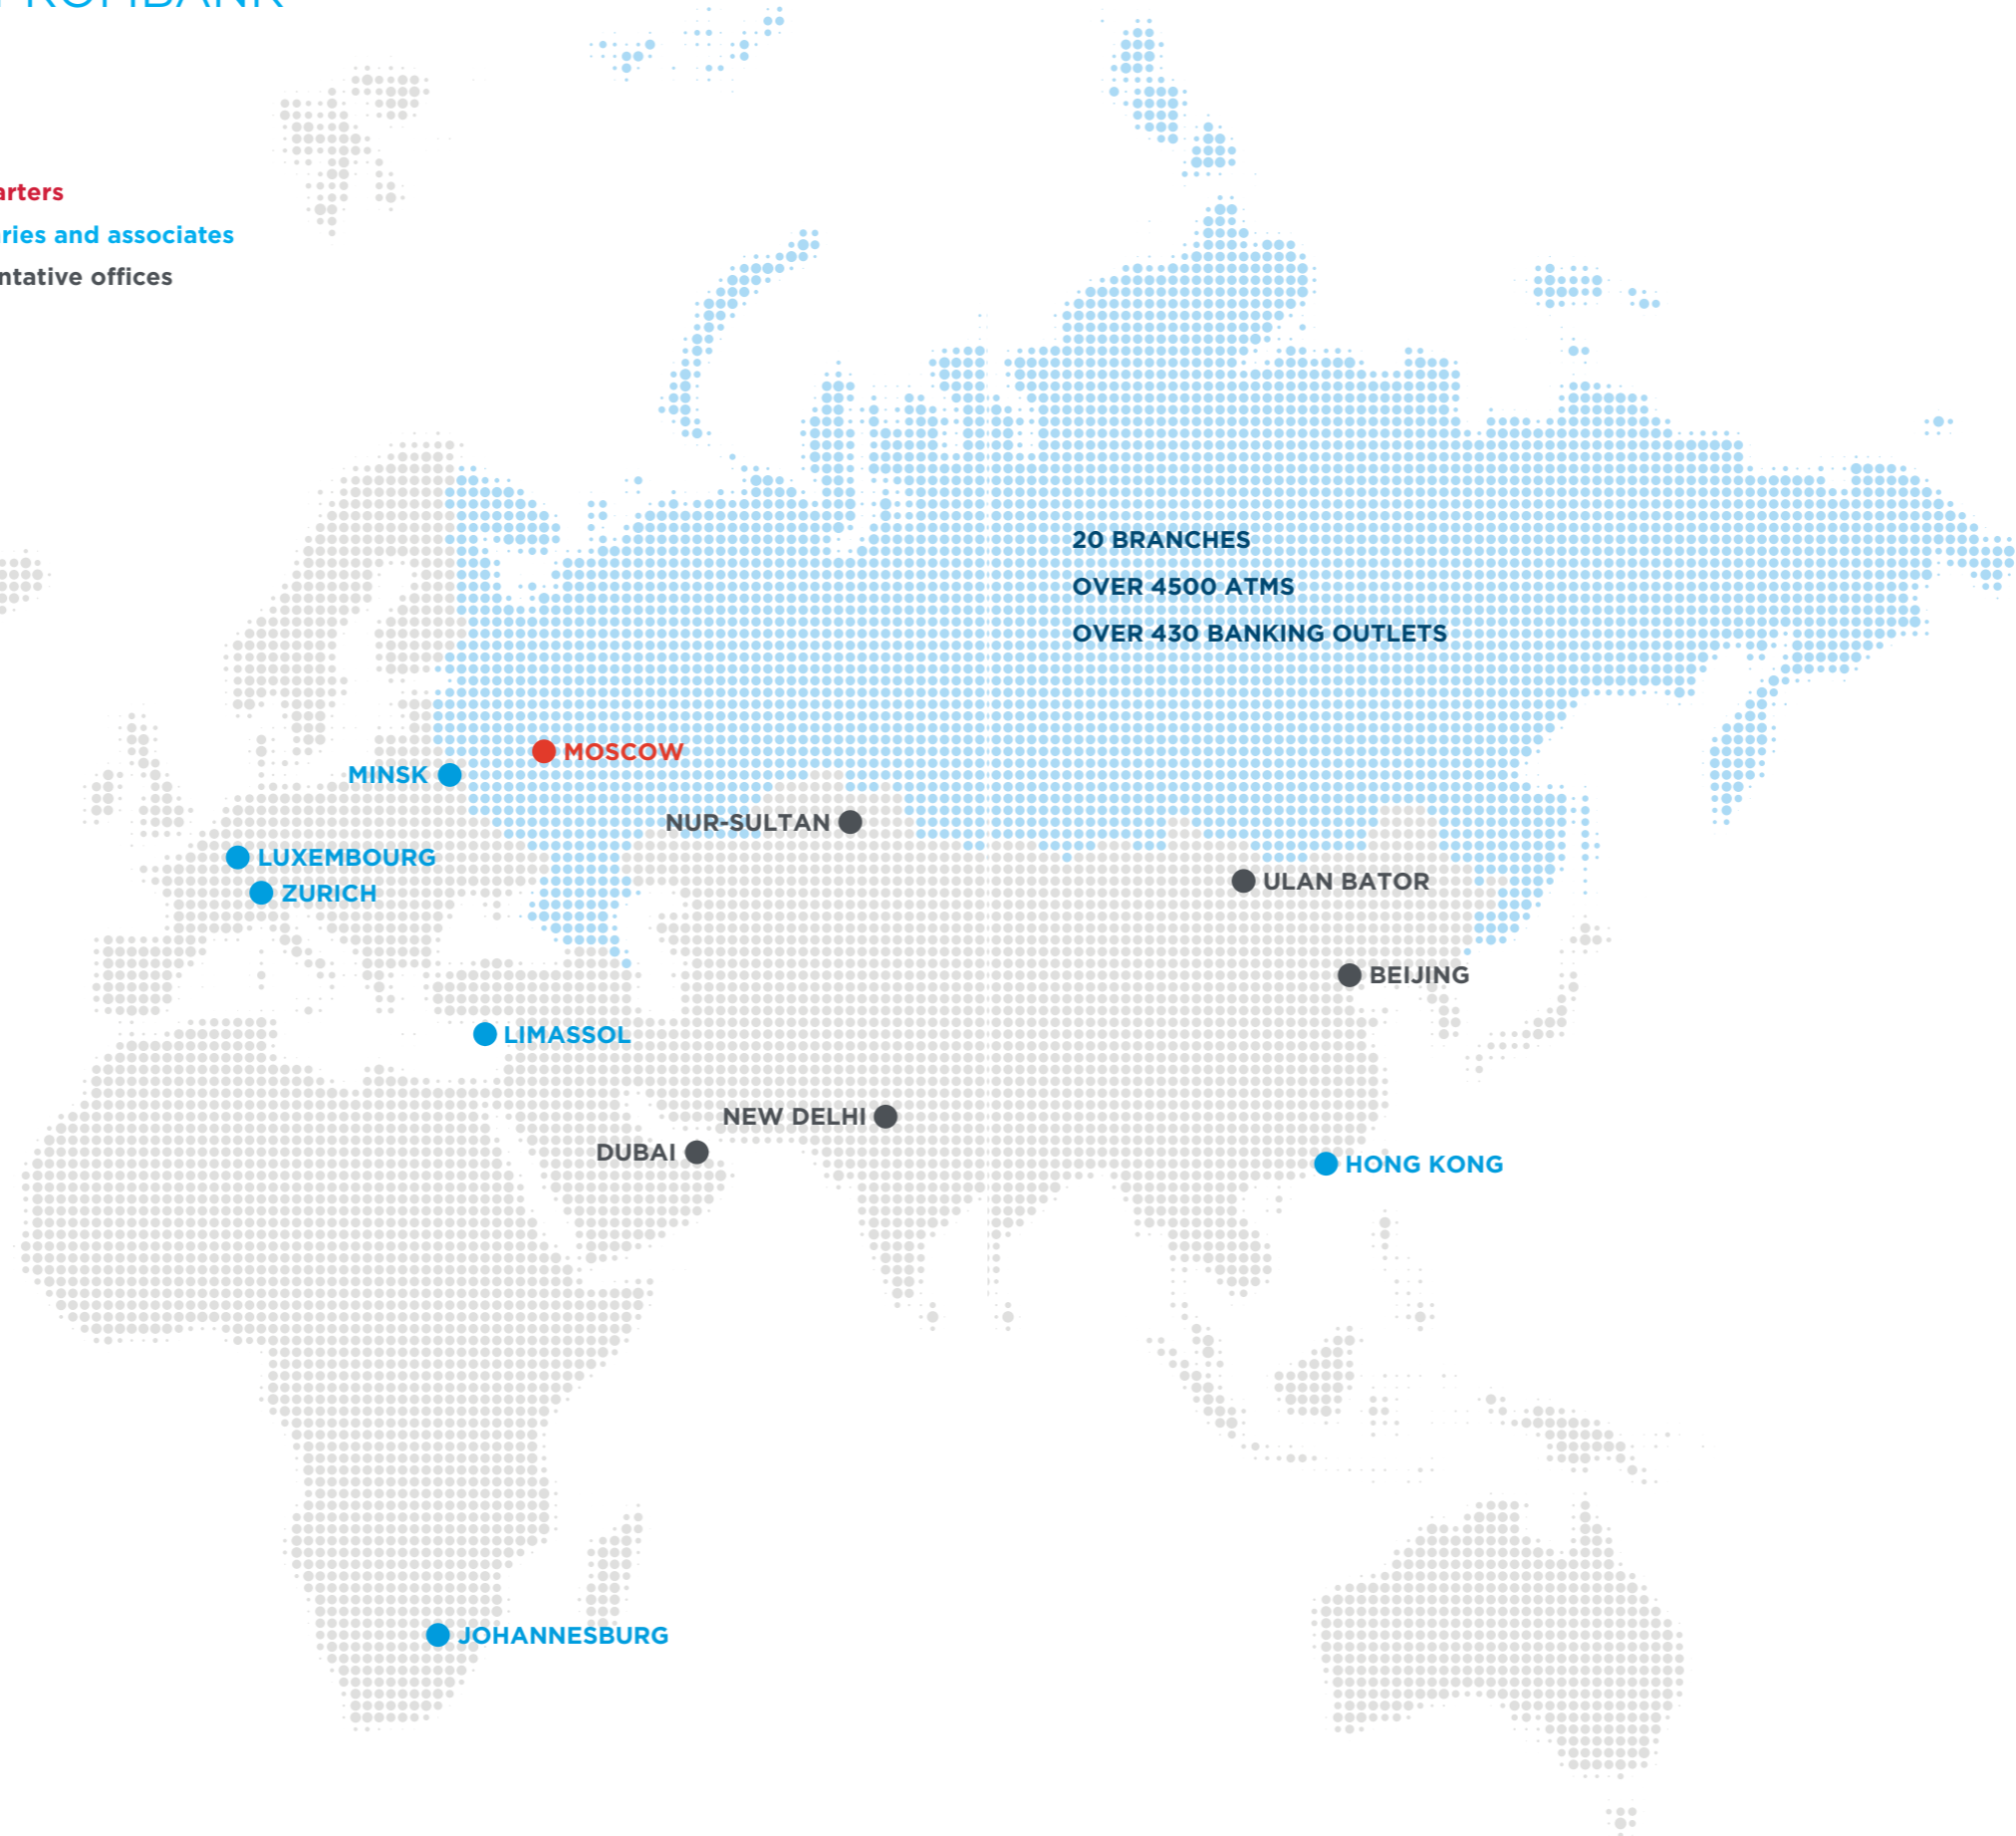 PROMBANK
arters
ries and associates
ntative offices
20 BRANCHES
OVER 4500 ATMS
OVER 430 BANKING OUTLETS
MOSCOW
MINSK
NUR-SULTAN
LUXEMBOURG
ULAN BATOR
ZURICH
BEIJING
LIMASSOL
NEW DELHI
DUBAI
HONG KONG
JOHANNESBURG